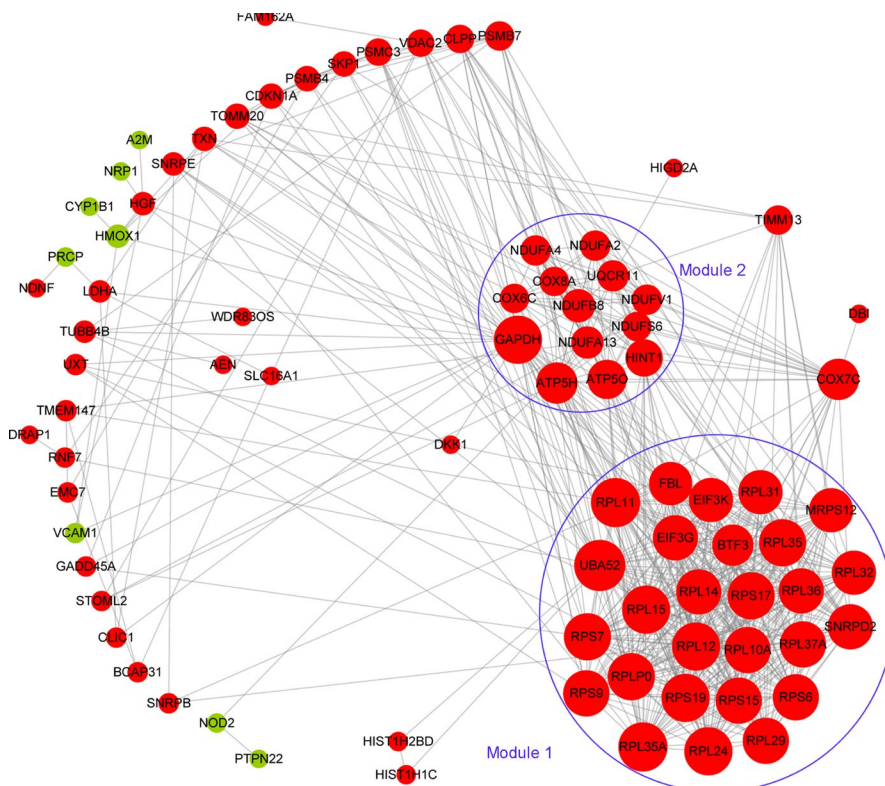 FAM162A
VDAC2
CLPP
PSMB7
PSMC3
SKP1
PSMB4
CDKN1A
TOMM20
TXN
A2M
SNRPE
NRP1
HIGD2A
CYP1B1
HGF
TIMM13
HMOX1
PRCP
NDUFA4
NDUFA2
Module 2
NDNF
LDHA
COX8A
UQCR11
COX6C
NDUFB8
NDUFV1
WDR83OS
DBI
TUBB4B
NDUFS6
GAPDH
NDUFA13
HINT1
UXT
AEN
SLC16A1
ATP5H
ATP5O
COX7C
TMEM147
DRAP1
DKK1
RNF7
EMC7
FBL
EIF3K
RPL31
RPL11
MRPS12
VCAM1
EIF3G
BTF3
RPL35
GADD45A
UBA52
RPL32
STOML2
RPL14
RPS17
RPL36
RPL15
CLIC1
RPS7
SNRPD2
RPL12
RPL10A
RPL37A
BCAP31
RPLP0
RPS9
SNRPB
RPS19
RPS15
RPS6
NOD2
HIST1H2BD
RPL35A
RPL24
RPL29
PTPN22
Module 1
HIST1H1C